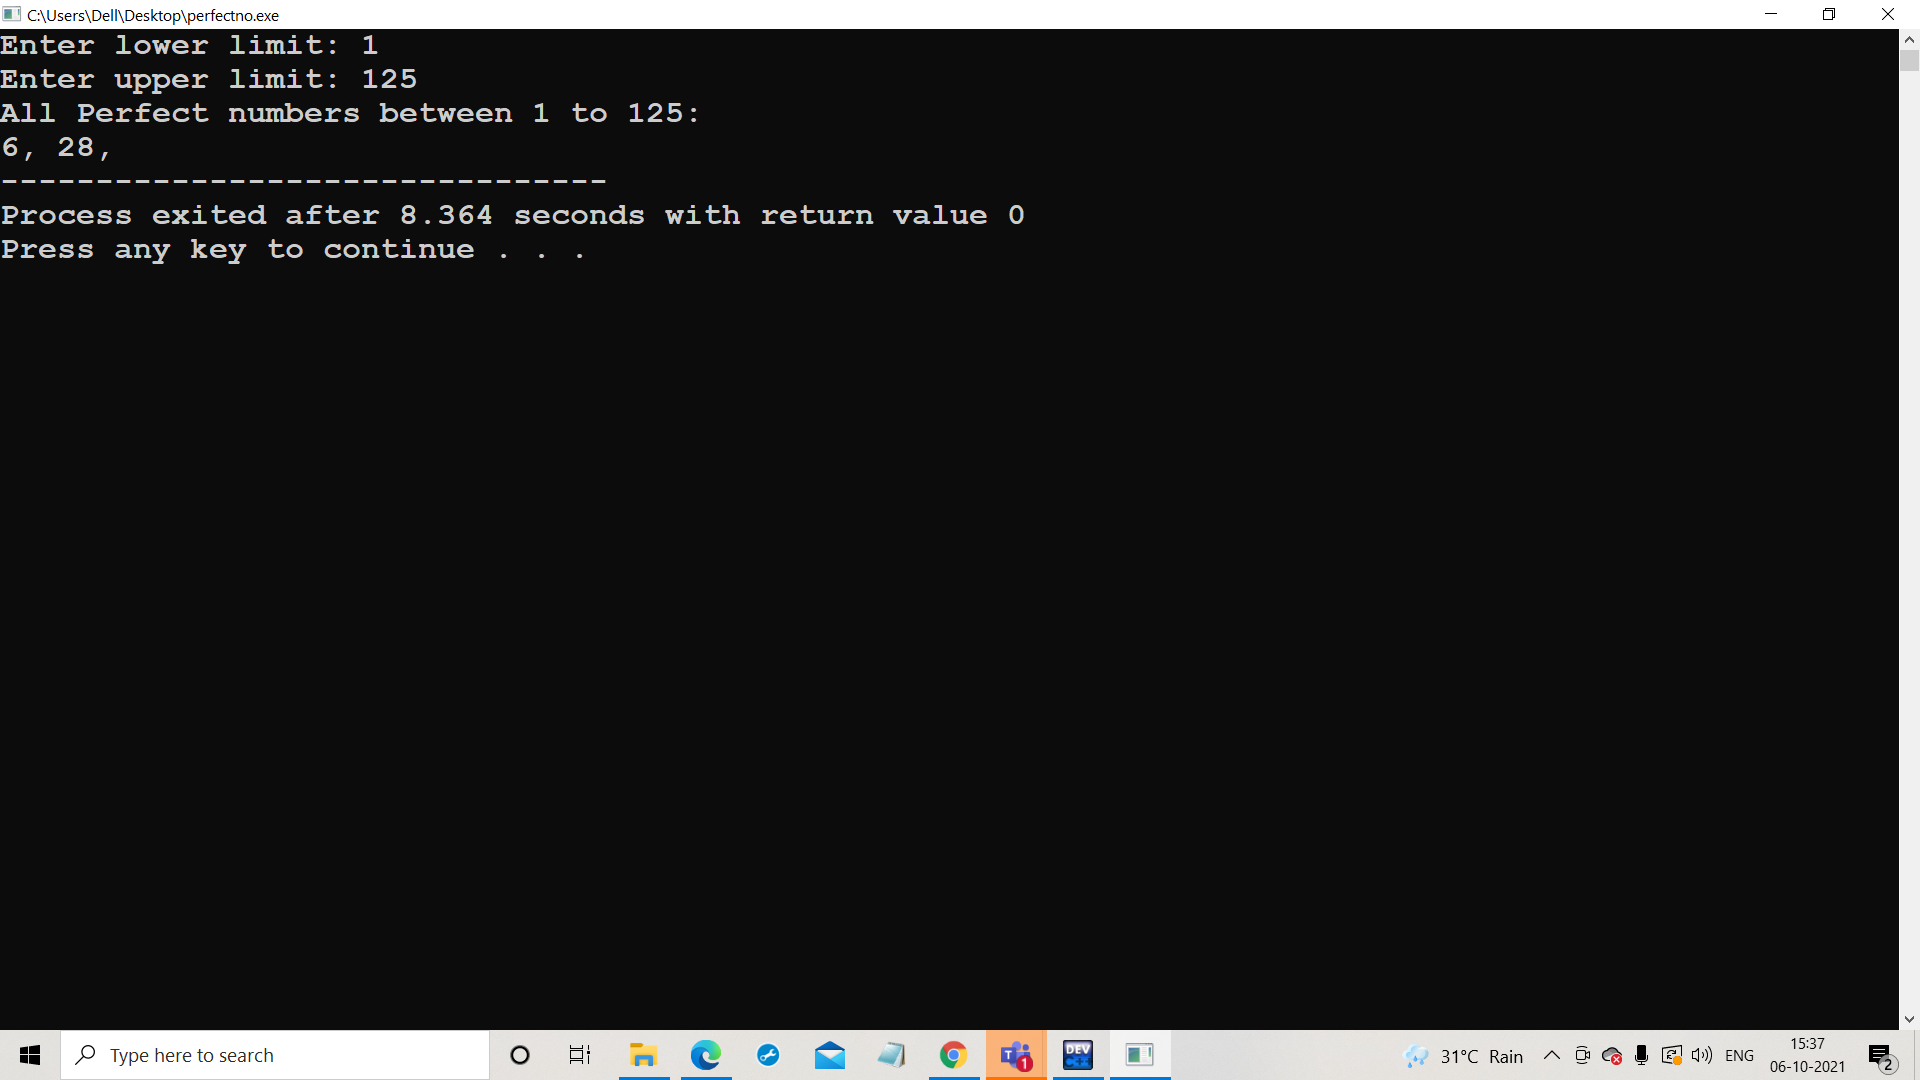 C:\Users\Dell\Desktop\perfectno.exe
Enter lower limit: 1
Enter upper limit: 125
All Perfect numbers between 1 to 125:
6, 28,
--------------------------------
Process exited after 8.364 seconds with return value 0
Press any key to continue . . .
Type here to search
T
1
DEV
C++
31°C Rain
ENG
15:37
06-10-2021
2